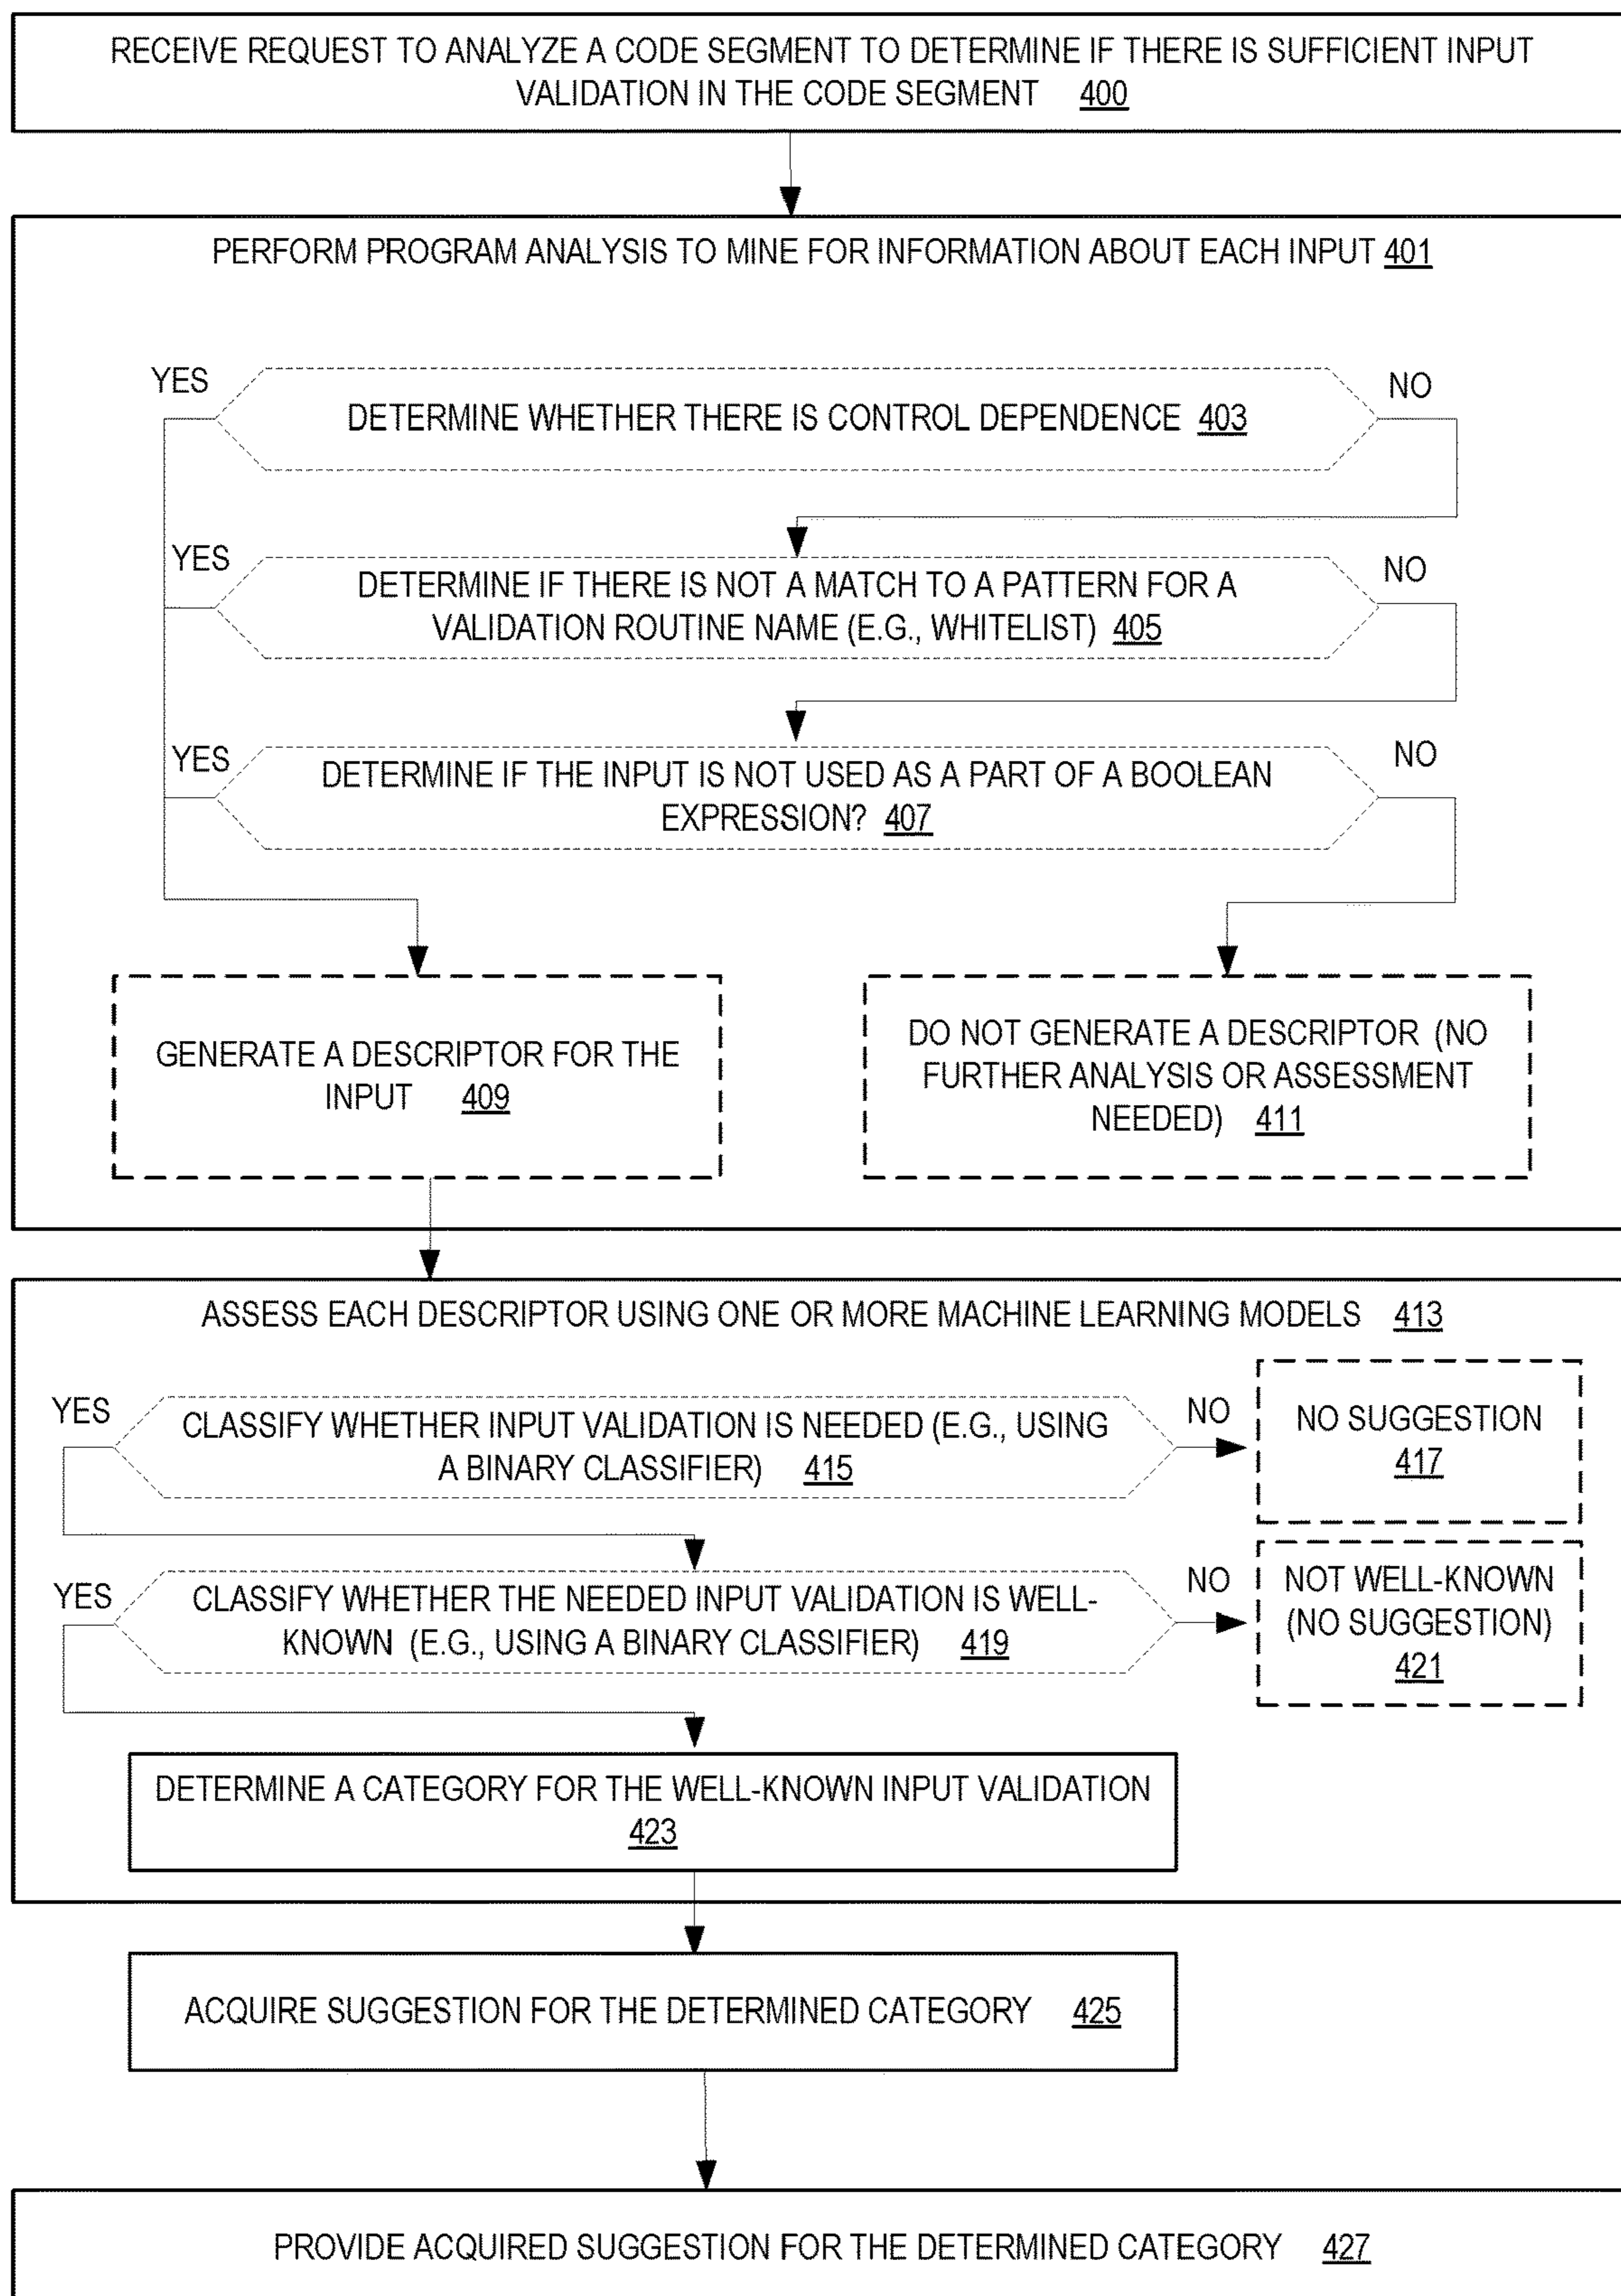 RECEIVE REQUEST TO ANALYZE A CODE SEGMENT TO DETERMINE IF THERE IS SUFFICIENT INPUT
VALIDATION IN THE CODE SEGMENT 400
PERFORM PROGRAM ANALYSIS TO MINE FOR INFORMATION ABOUT EACH INPUT 401
YES
NO
DETERMINE WHETHER THERE IS CONTROL DEPENDENCE 403
YES
NO
DETERMINE IF THERE IS NOT A MATCH TO A PATTERN FOR A
VALIDATION ROUTINE NAME (E.G., WHITELIST) 405
YES
NO
DETERMINE IF THE INPUT IS NOT USED AS A PART OF A BOOLEAN
EXPRESSION? 407
GENERATE A DESCRIPTOR FOR THE
INPUT 409
DO NOT GENERATE A DESCRIPTOR (NO
FURTHER ANALYSIS OR ASSESSMENT
NEEDED) 411
ASSESS EACH DESCRIPTOR USING ONE OR MORE MACHINE LEARNING MODELS 413
YES
CLASSIFY WHETHER INPUT VALIDATION IS NEEDED (E.G., USING
A BINARY CLASSIFIER) 415
NO
NO SUGGESTION
417
YES
CLASSIFY WHETHER THE NEEDED INPUT VALIDATION IS WELL-
KNOWN (E.G., USING A BINARY CLASSIFIER) 419
NO
NOT WELL-KNOWN
(NO SUGGESTION)
421
DETERMINE A CATEGORY FOR THE WELL-KNOWN INPUT VALIDATION
423
ACQUIRE SUGGESTION FOR THE DETERMINED CATEGORY 425
PROVIDE ACQUIRED SUGGESTION FOR THE DETERMINED CATEGORY 427